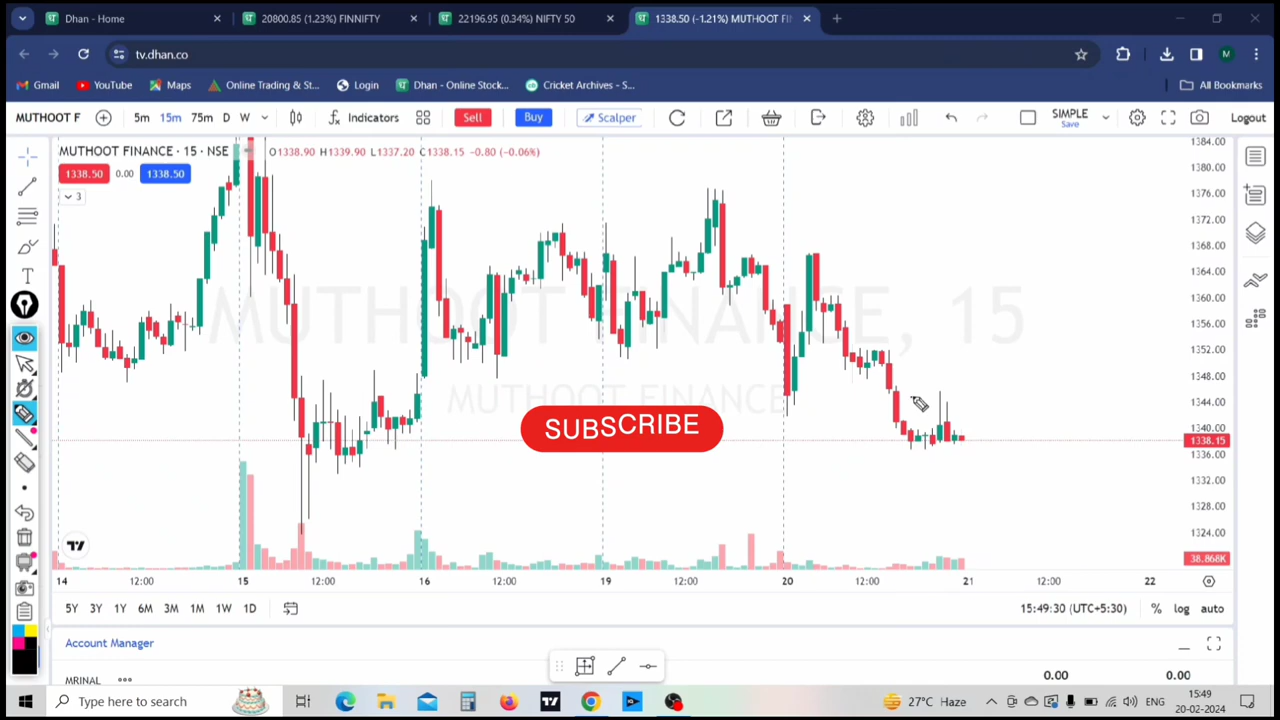 Dhan - Home
20800.85 (1.23%) FINNIFTY
22196.95 (0.34%) NIFTY 50
1338.50 (-1.21%) MUTHOOT FI
tv.dhan.co
M
Gmail
YouTube
Maps
Online Trading & St...
Login
Dhan - Online Stock...
Cricket Archives - S...
All Bookmarks
MUTHOOT F
5m 15m 75m D W
Indicators
Sell
Buy
Scalper
SIMPLE
Save
Logout
MUTHOOT FINANCE · 15 · NSE
O1338.90 H1339.90 L1337.20 C1338.15 -0.80 (-0.06%)
1338.50 0.00 1338.50
3
T
1384.00
1380.00
1376.00
1372.00
1368.00
1364.00
1360.00
1356.00
1352.00
1348.00
1344.00
1340.00
1338.15
1336.00
1332.00
1328.00
1324.00
38.868K
MUTHOOT FINANCE, 15
MUTHOOT FINANCE
SUBSCRIBE
14 12:00 15 12:00 16 12:00 19 12:00 20 12:00 21 12:00 22
5Y 3Y 1Y 6M 3M 1M 1W 1D
15:49:30 (UTC+5:30) % log auto
Account Manager
MRINAL
0.00 0.00
Type here to search
27°C Haze
ENG
15:49
20-02-2024